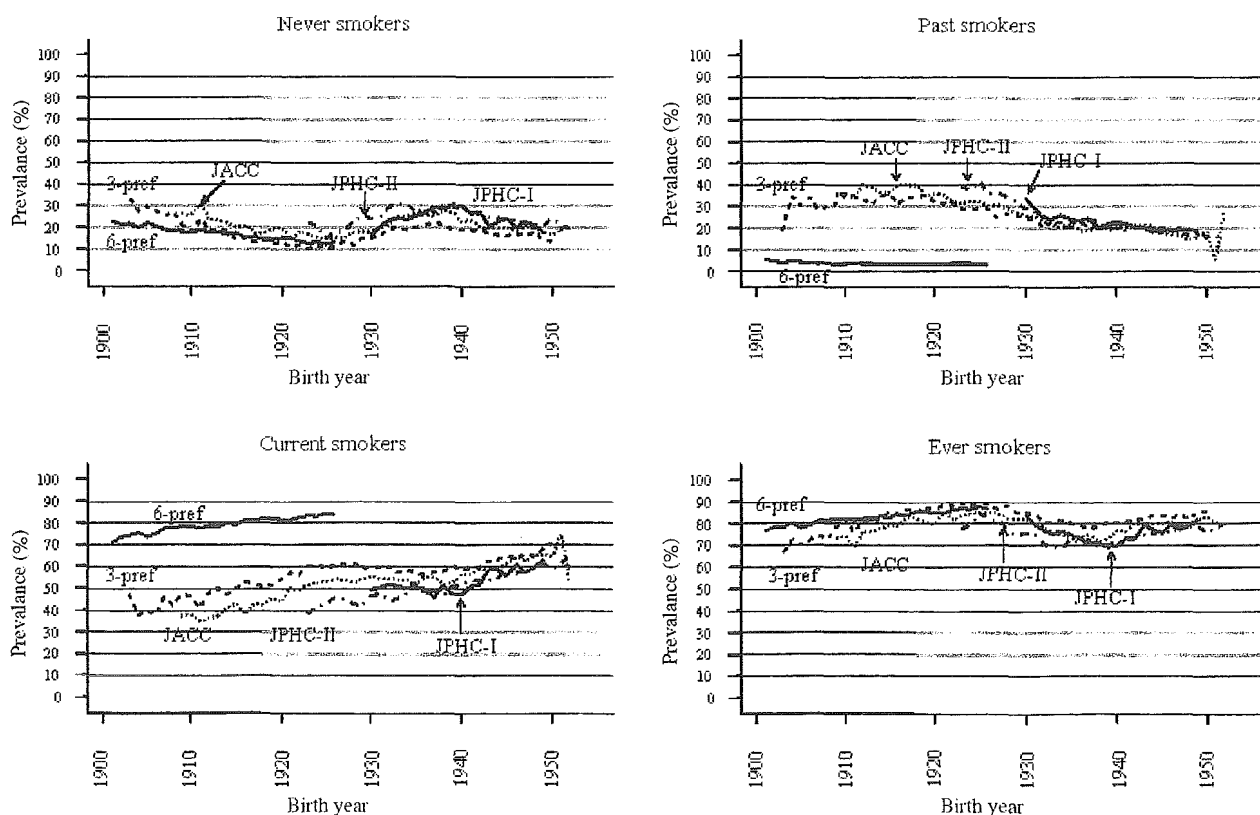 Never smokers
Prevalance (%)
100
90
80
70
60
50
40
30
20
10
0
3-pref
JACC
JPHC-II
JPHC-I
6-pref
1900
1910
1920
1930
1940
1950
Birth year
Past smokers
Prevalance (%)
100
90
80
70
60
50
40
30
20
10
0
3-pref
JACC
JPHC-II
JPHC-I
6-pref
1900
1910
1920
1930
1940
1950
Birth year
Current smokers
Prevalance (%)
100
90
80
70
60
50
40
30
20
10
0
6-pref
3-pref
JACC
JPHC-II
JPHC-I
1900
1910
1920
1930
1940
1950
Birth year
Ever smokers
Prevalance (%)
100
90
80
70
60
50
40
30
20
10
0
6-pref
3-pref
JACC
JPHC-II
JPHC-I
1900
1910
1920
1930
1940
1950
Birth year